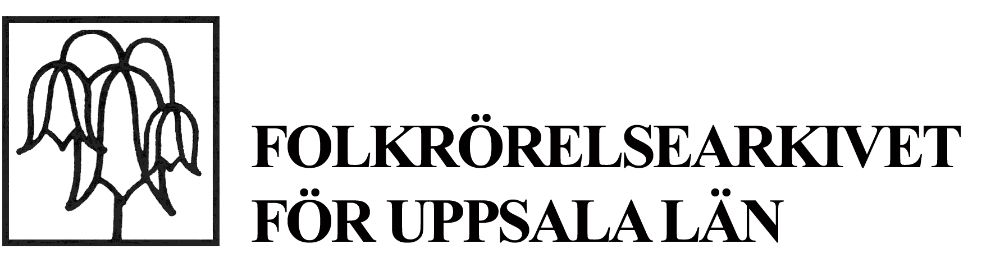 FOLKRÖRELSEARKIVET
FÖR UPPSALA LÄN